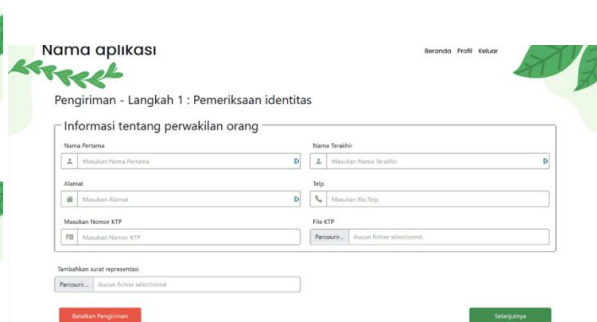 Nama aplikasi
Beranda Profil Keluar
Pengiriman - Langkah 1 : Pemeriksaan identitas
Informasi tentang perwakilan orang
Nama Pertama
Nama Terakhir
Masukan Nama Pertama
Masukan Nama Terakhir
Alamat
Telp
Masukan Alamat
Masukan No.Telp
Masukan Nomor KTP
File KTP
Masukan Nomor KTP
Parcourir... Aucun fichier sélectionné.
Tambahkan surat representasi
Parcourir... Aucun fichier sélectionné.
Batalkan Pengiriman
Selanjutnya